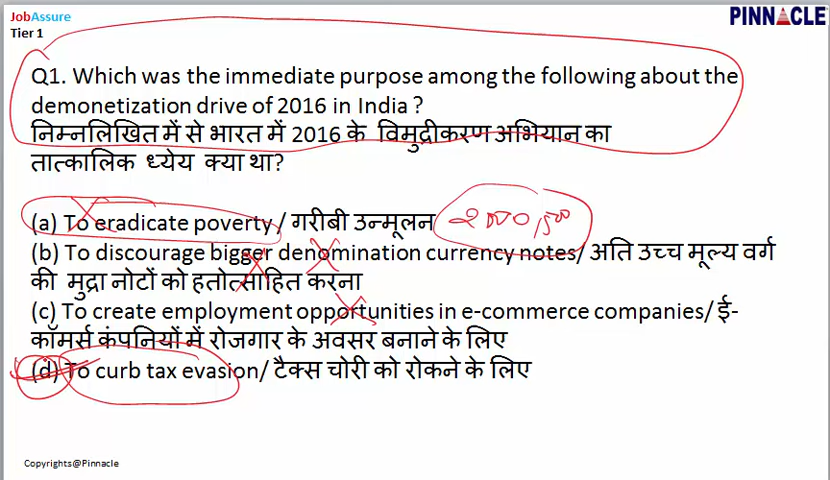 JobAssure
PINNACLE
Tier 1
Q1. Which was the immediate purpose among the following about the
demonetization drive of 2016 in India ?
निम्नलिखित में से भारत में 2016 के विमुद्रीकरण अभियान का
तात्कालिक ध्येय क्या था?
(a) To eradicate poverty/ गरीबी उन्मूलन
2000,500
(b) To discourage bigger denomination currency notes/ अति उच्च मूल्य वर्ग
की मुद्रा नोटों को हतोत्साहित करना
(c) To create employment opportunities in e-commerce companies/ ई-
कॉमर्स कंपनियों में रोजगार के अवसर बनाने के लिए
(d) To curb tax evasion/ टैक्स चोरी को रोकने के लिए
Copyrights@Pinnacle